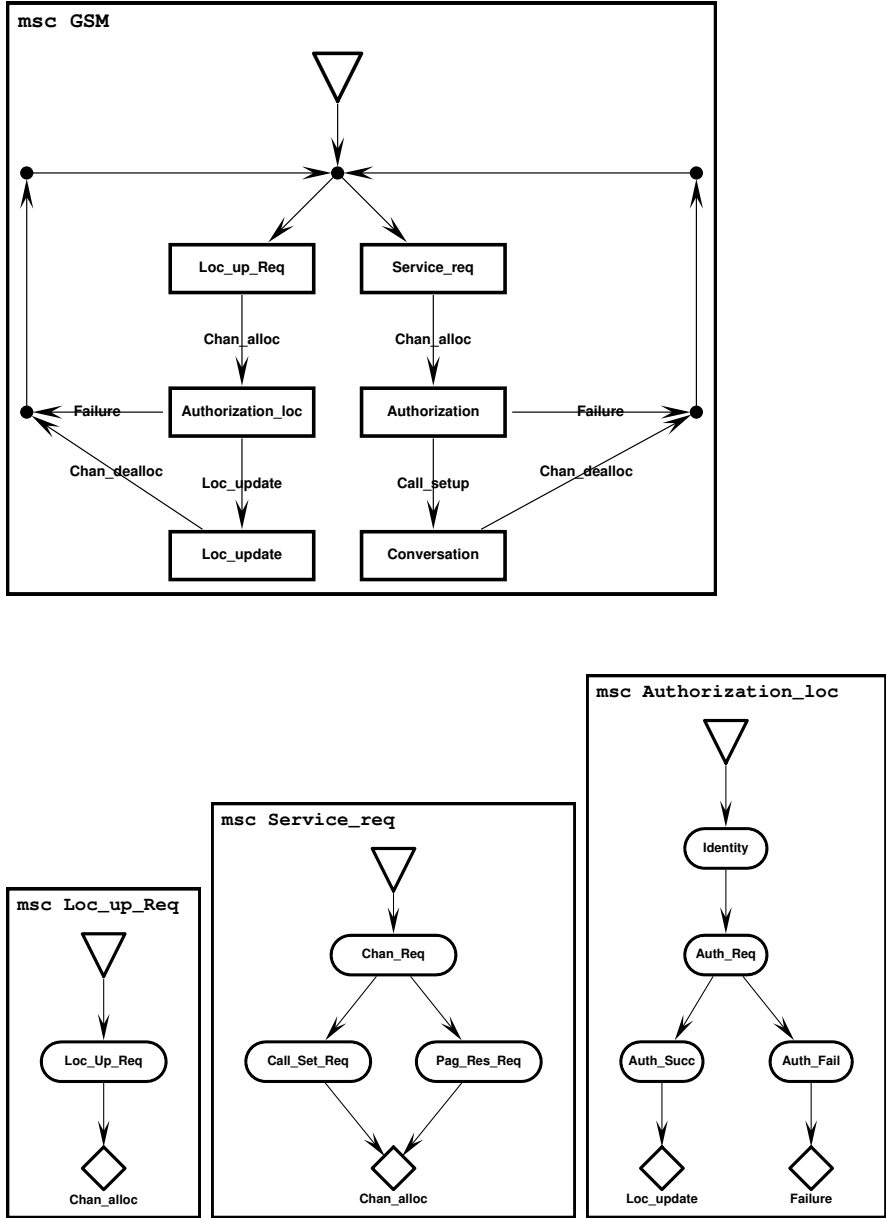 msc GSM
Loc_up_Req
Service_req
Chan_alloc
Chan_alloc
Failure
Authorization_loc
Authorization
Failure
Chan_dealloc
Loc_update
Call_setup
Chan_dealloc
Loc_update
Conversation
msc Loc_up_Req
Loc_Up_Req
Chan_alloc
msc Service_req
Chan_Req
Call_Set_Req
Pag_Res_Req
Chan_alloc
msc Authorization_loc
Identity
Auth_Req
Auth_Succ
Auth_Fail
Loc_update
Failure